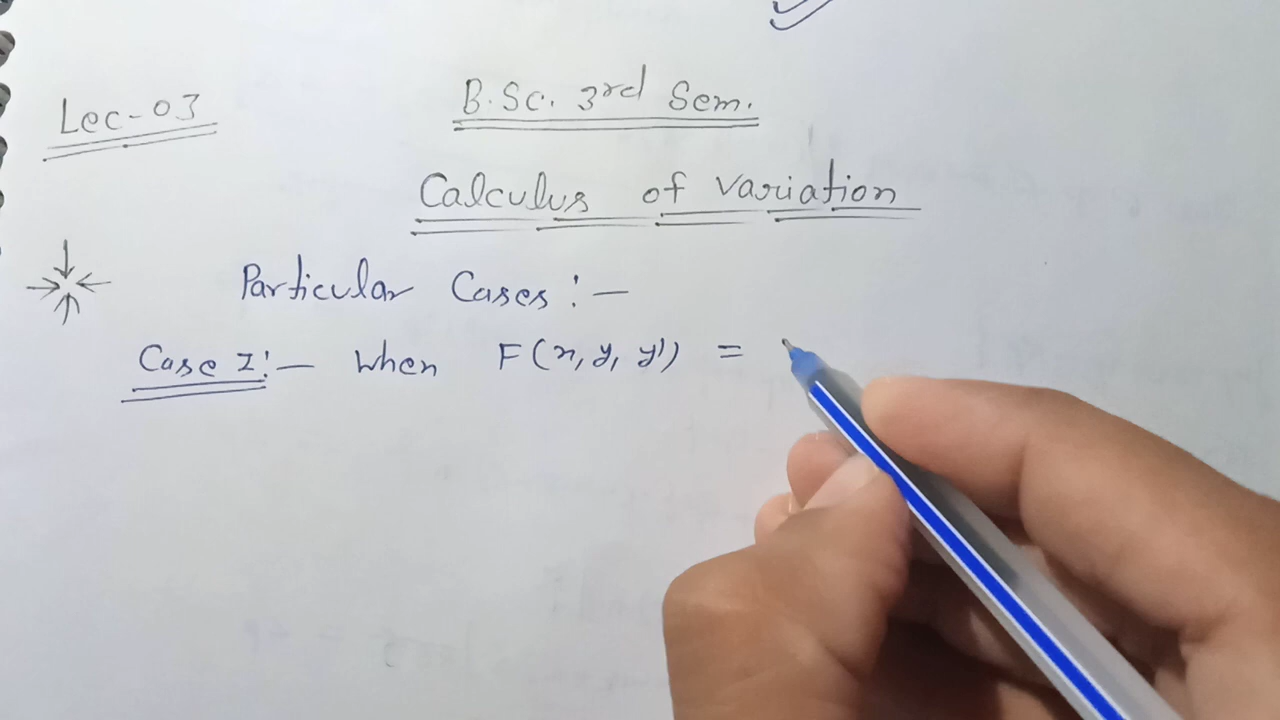 Lec-03
B.Sc. 3rd Sem.
Calculus of variation
Particular Cases :-
Case I :- When F(x, y, y') =